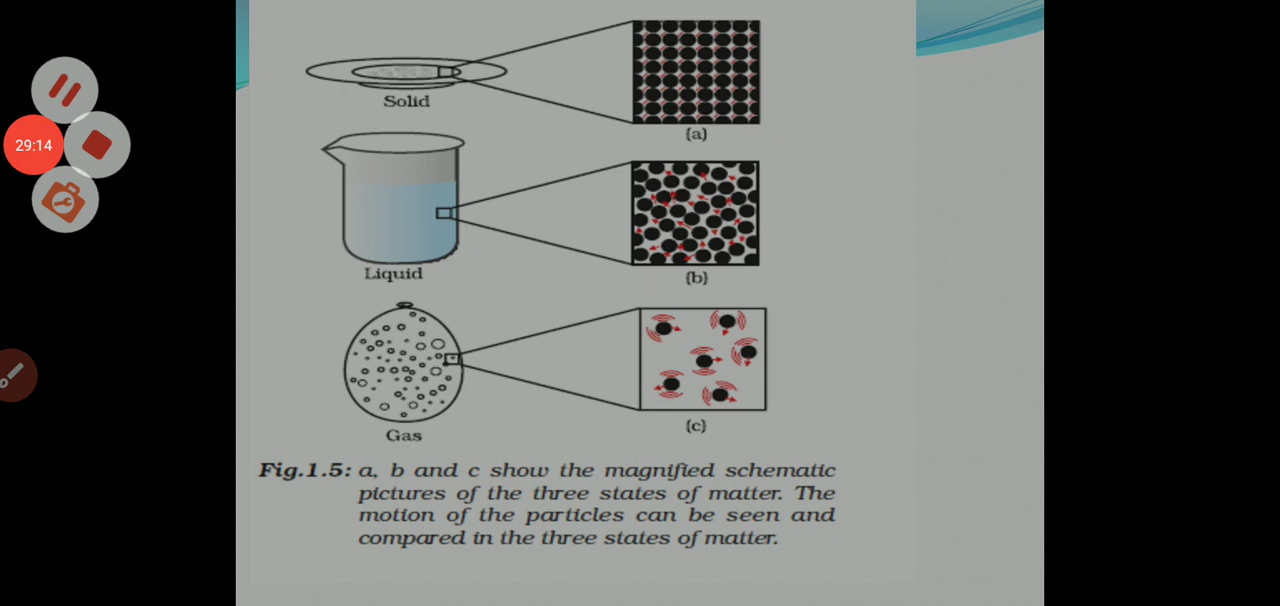 29:14
Solid
(a)
Liquid
(b)
Gas
(c)
Fig.1.5: a, b and c show the magnified schematic
pictures of the three states of matter. The
motion of the particles can be seen and
compared in the three states of matter.